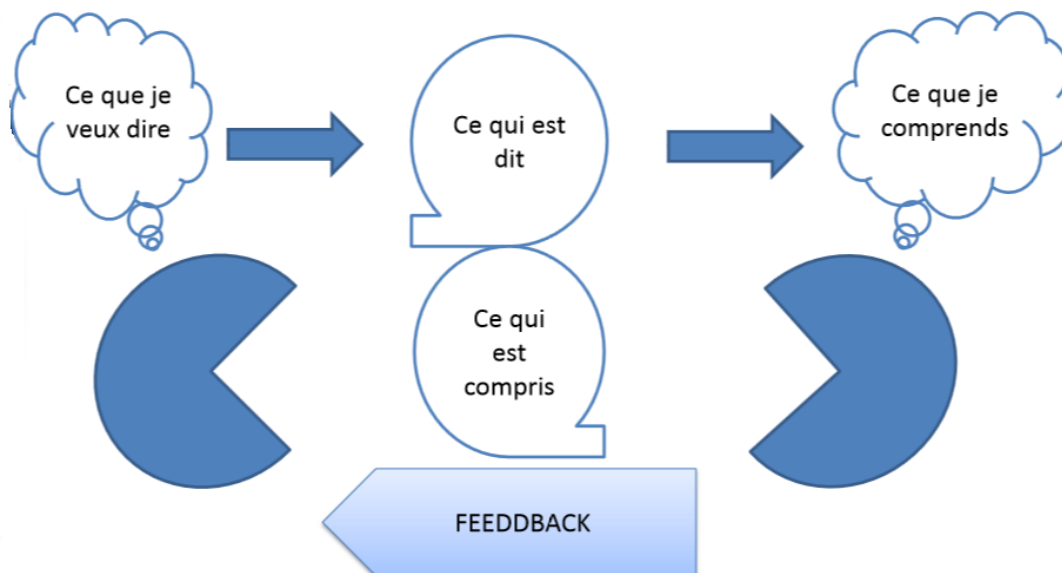 Ce que je
veux dire
Ce qui est
dit
Ce que je
comprends
Ce qui
est
compris
FEEDDBACK